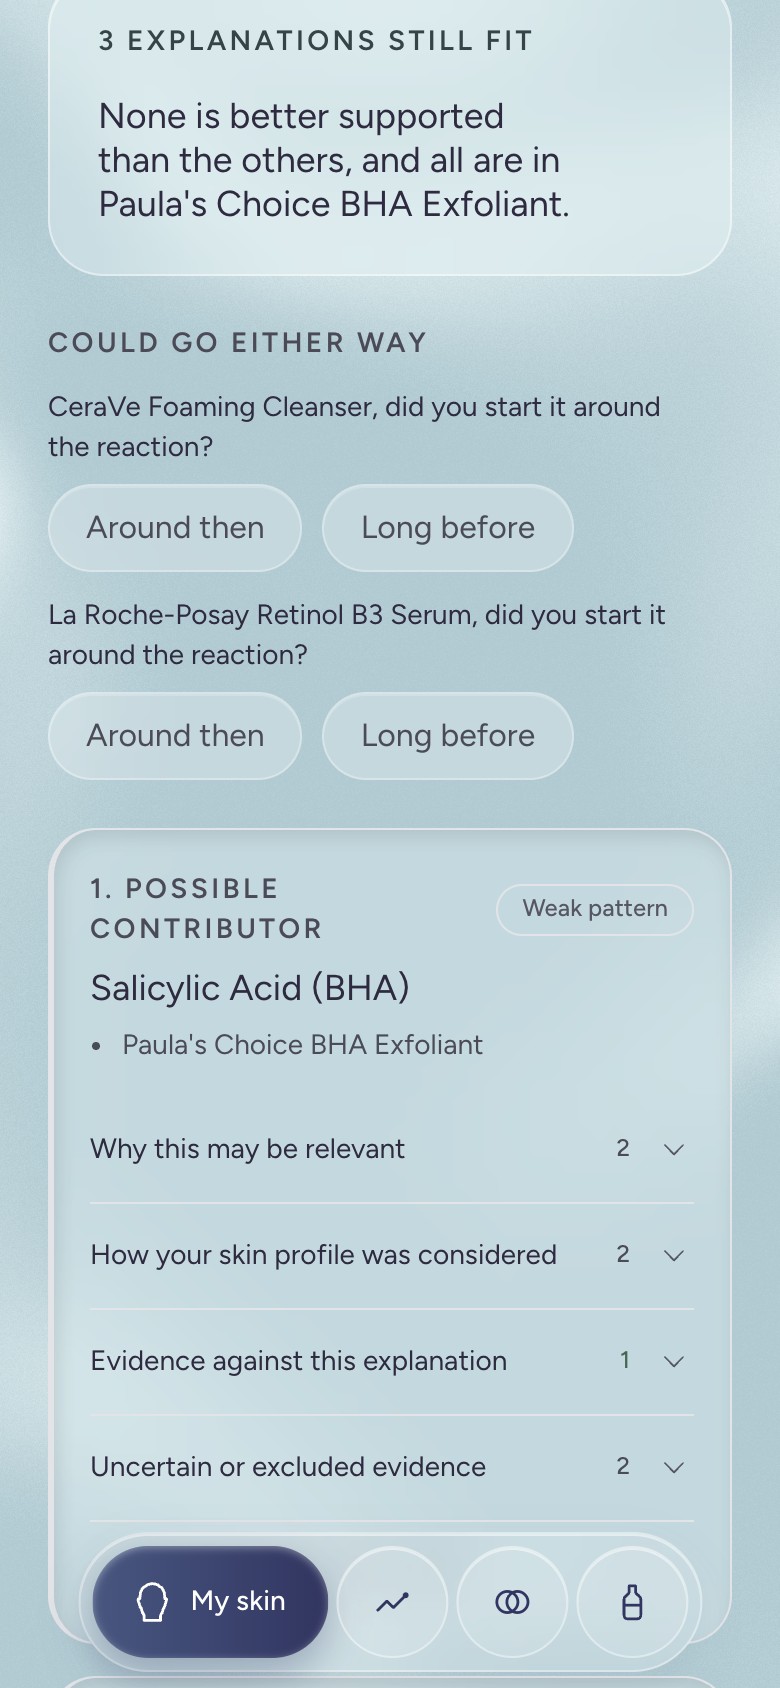 3 EXPLANATIONS STILL FIT
None is better supported
than the others, and all are in
Paula's Choice BHA Exfoliant.
COULD GO EITHER WAY
CeraVe Foaming Cleanser, did you start it around
the reaction?
Around then
Long before
La Roche-Posay Retinol B3 Serum, did you start it
around the reaction?
Around then
Long before
1. POSSIBLE
CONTRIBUTOR
Weak pattern
Salicylic Acid (BHA)
• Paula's Choice BHA Exfoliant
Why this may be relevant 2
How your skin profile was considered 2
Evidence against this explanation 1
Uncertain or excluded evidence 2
My skin